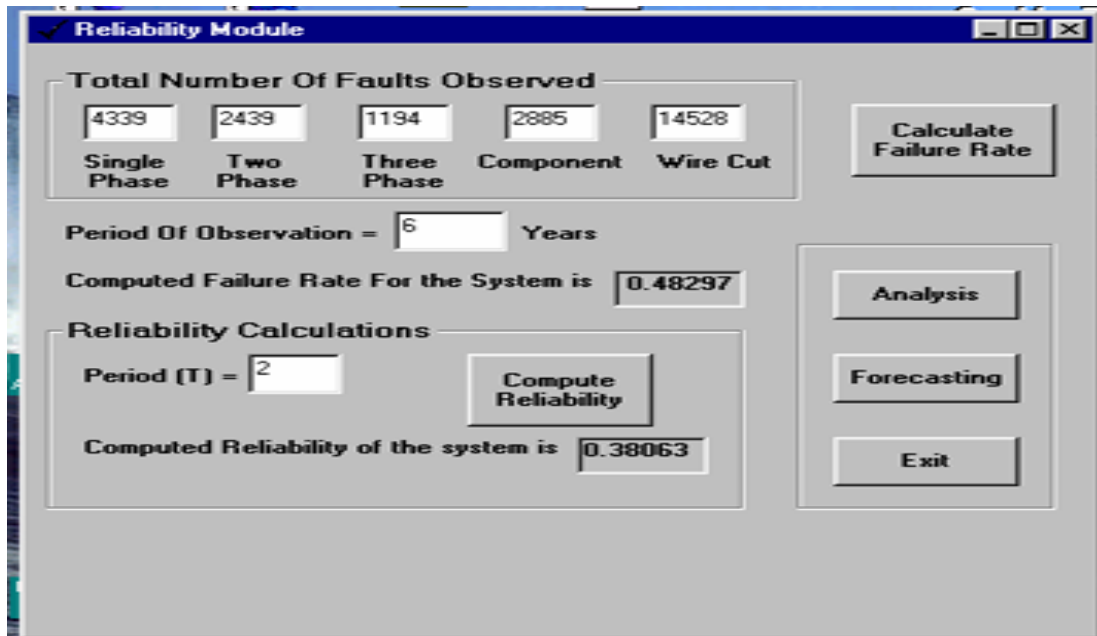 Reliability Module
Total Number Of Faults Observed
4339 2439 1194 2885 14528
Single Two Three Component Wire Cut
Phase Phase Phase
Calculate
Failure Rate
Period Of Observation = 6 Years
Computed Failure Rate For the System is 0.48297
Analysis
Reliability Calculations
Period (T) = 2
Compute
Reliability
Forecasting
Computed Reliability of the system is 0.38063
Exit